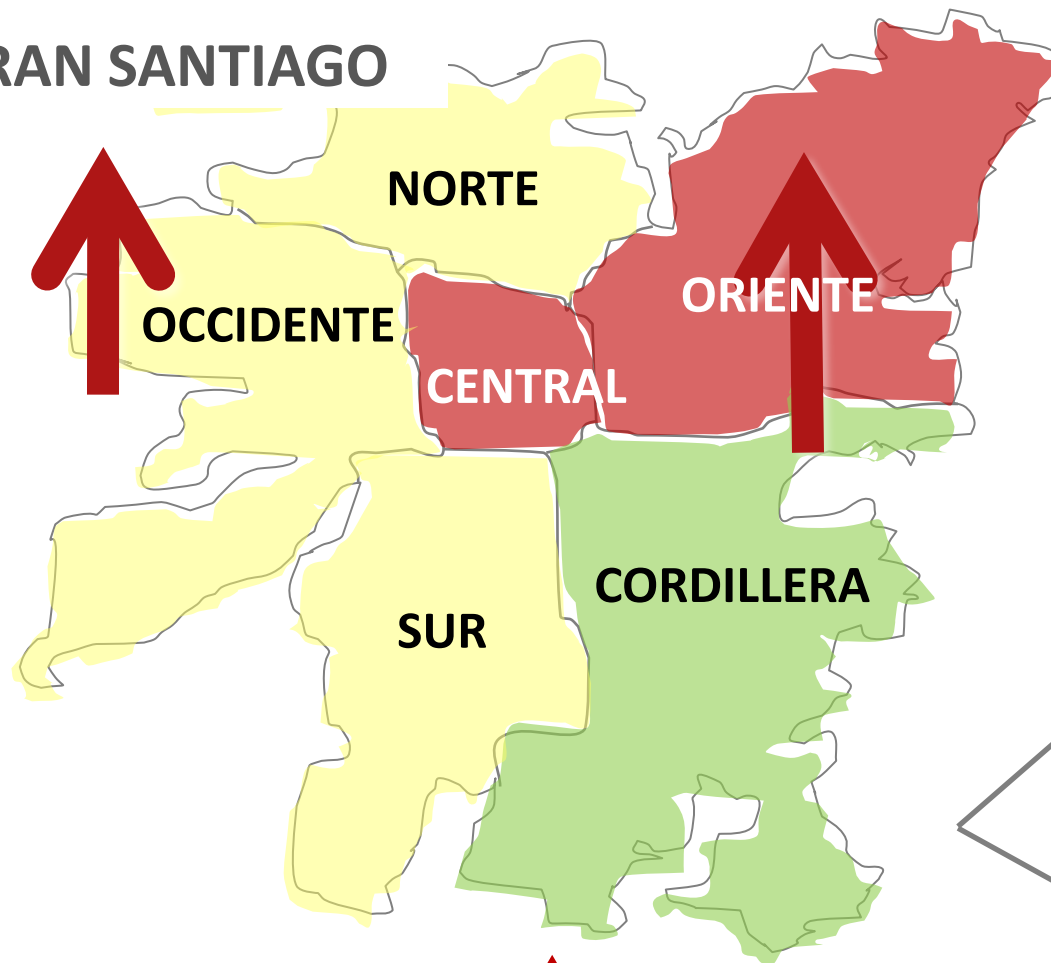 RAN SANTIAGO
NORTE
ORIENTE
OCCIDENTE
CENTRAL
CORDILLERA
SUR